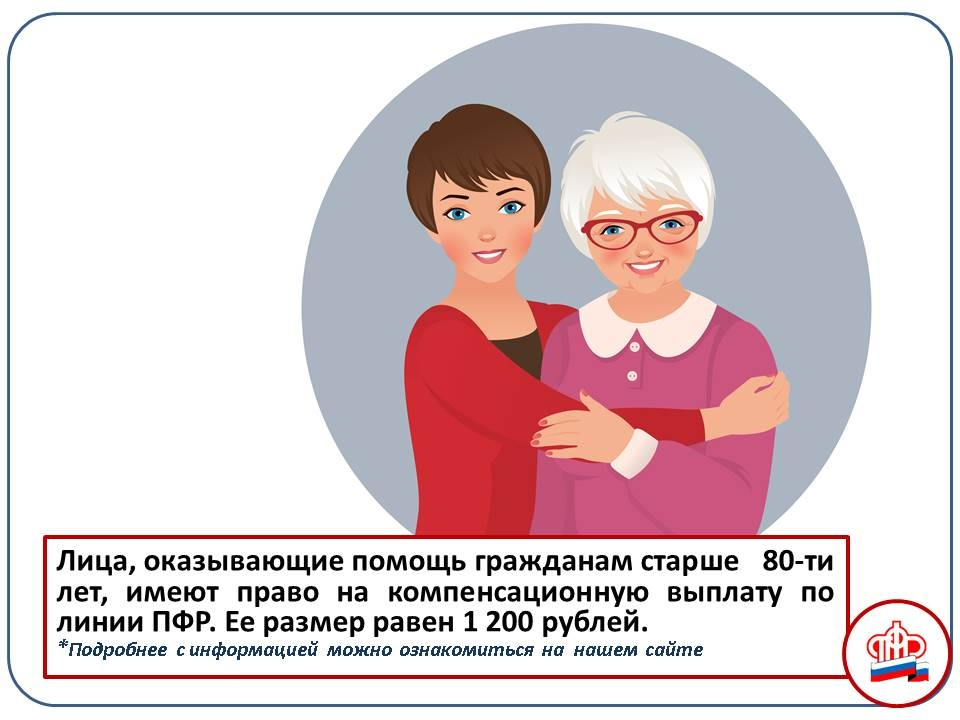 Лица, оказывающие помощь гражданам старше 80-ти
лет, имеют право на компенсационную выплату по
линии ПФР. Ее размер равен 1 200 рублей.
*Подробнее с информацией можно ознакомиться на нашем сайте
ПФР